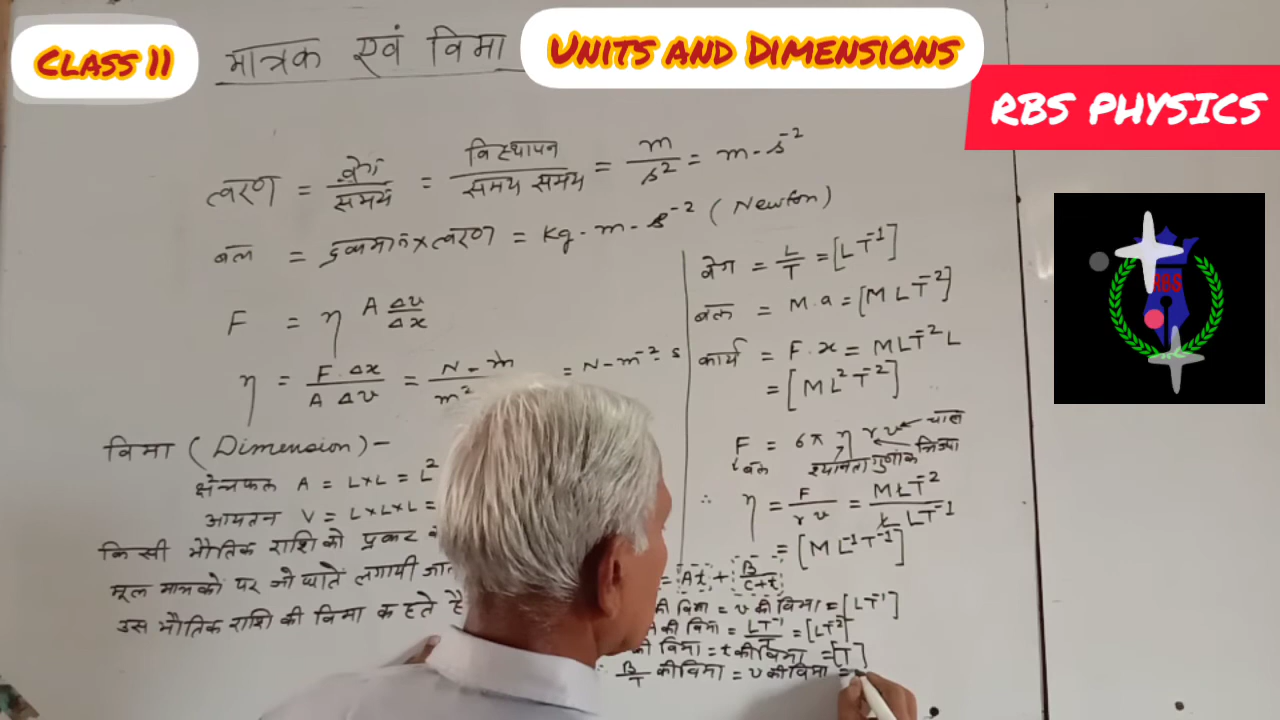 CLASS 11
मात्रक एवं विमा
UNITS AND DIMENSIONS
RBS PHYSICS
RBS
त्वरण = वेग / समय = विस्थापन / समय समय = m / s² = m-s⁻²
बल = द्रव्यमान × त्वरण = Kg-m-s⁻² (Newton)
F = η A Δv / Δx
η = F.Δx / A Δv = N-m / m² = N-m⁻²-s
विमा (Dimension) -
क्षेत्रफल A = L×L = L²
आयतन V = L×L×L =
किसी भौतिक राशि को प्रकट
मूल मात्रकों पर जो घातें लगायी
उस भौतिक राशि की विमा कहते है
वेग = L / T = [LT⁻¹]
बल = M.a = [MLT⁻²]
कार्य = F.x = MLT⁻² L
= [ML²T⁻²]
F = 6π η r v ← चाल
बल श्यानता गुणांक त्रिज्या
∴ η = F / r v = MLT⁻² / L LT⁻¹
= [ML⁻¹T⁻¹]
= At + B / C+t
की विमा = v की विमा = [LT⁻¹]
की विमा = LT⁻¹ / T = [LT⁻²]
की विमा = t की विमा = [T]
∴ B / T की विमा = v की विमा =